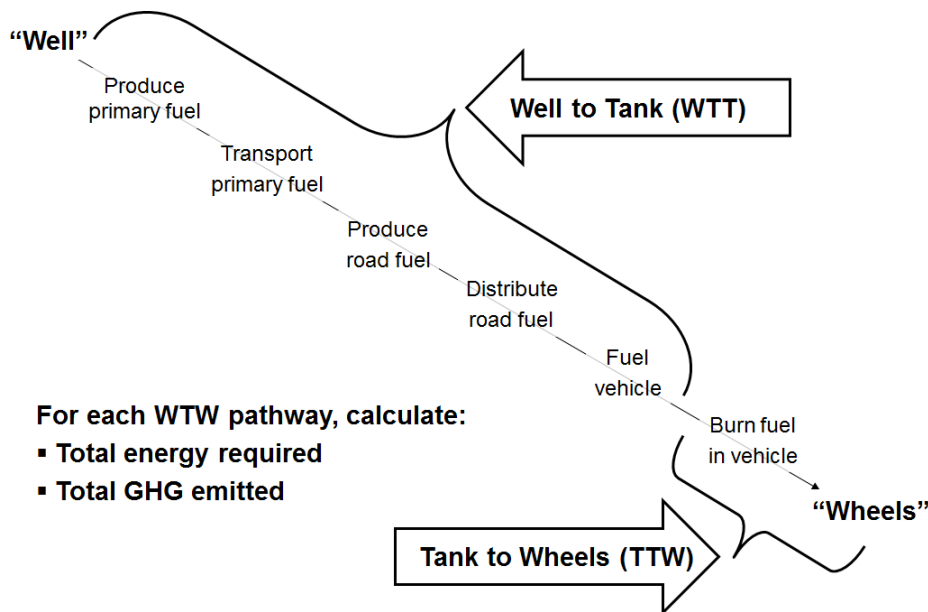 “Well”
Produce
primary fuel
Well to Tank (WTT)
Transport
primary fuel
Produce
road fuel
Distribute
road fuel
Fuel
vehicle
For each WTW pathway, calculate:
▪ Total energy required
▪ Total GHG emitted
Burn fuel
in vehicle
“Wheels”
Tank to Wheels (TTW)